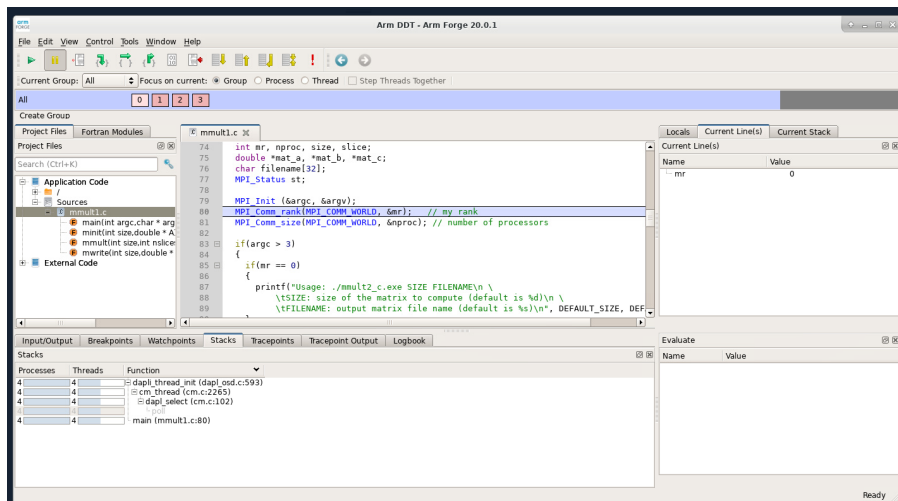 arm
FORGE
Arm DDT - Arm Forge 20.0.1
File Edit View Control Tools Window Help
Current Group: All Focus on current: Group Process Thread Step Threads Together
All 0 1 2 3
Create Group
Project Files Fortran Modules
Project Files
Search (Ctrl+K)
Application Code
/
Sources
mmult1.c
main(int argc,char * arg
minit(int size,double * A
mmult(int size,int nslice
mwrite(int size,double *
External Code
mmult1.c
74 int mr, nproc, size, slice;
75 double *mat_a, *mat_b, *mat_c;
76 char filename[32];
77 MPI_Status st;
78
79 MPI_Init (&argc, &argv);
80 MPI_Comm_rank(MPI_COMM_WORLD, &mr); // my rank
81 MPI_Comm_size(MPI_COMM_WORLD, &nproc); // number of processors
82
83 if(argc > 3)
84 {
85 if(mr == 0)
86 {
87 printf("Usage: ./mmult2_c.exe SIZE FILENAME\n \
88 \tSIZE: size of the matrix to compute (default is %d)\n \
89 \tFILENAME: output matrix file name (default is %s)\n", DEFAULT_SIZE, DEF
Locals Current Line(s) Current Stack
Current Line(s)
Name Value
mr 0
Input/Output Breakpoints Watchpoints Stacks Tracepoints Tracepoint Output Logbook
Stacks
Processes Threads Function
4 4 dapli_thread_init (dapl_osd.c:593)
4 4 cm_thread (cm.c:2265)
4 4 dapl_select (cm.c:102)
4 4 poll
4 4 main (mmult1.c:80)
Evaluate
Name Value
Ready